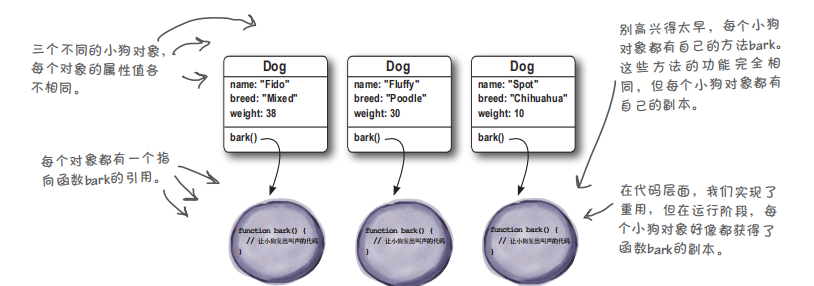 三个不同的小狗对象,
每个对象的属性值各
不相同。
每个对象都有一个指
向函数bark的引用。
Dog
name: "Fido"
breed: "Mixed"
weight: 38
bark()
function bark() {
// 让小狗发出叫声的代码
}
Dog
name: "Fluffy"
breed: "Poodle"
weight: 30
bark()
function bark() {
// 让小狗发出叫声的代码
}
Dog
name: "Spot"
breed: "Chihuahua"
weight: 10
bark()
function bark() {
// 让小狗发出叫声的代码
}
别高兴得太早，每个小狗
对象都有自己的方法bark。
这些方法的功能完全相
同，但每个小狗对象都有
自己的副本。
在代码层面，我们实现了
重用，但在运行阶段，每
个小狗对象好像都获得了
函数bark的副本。